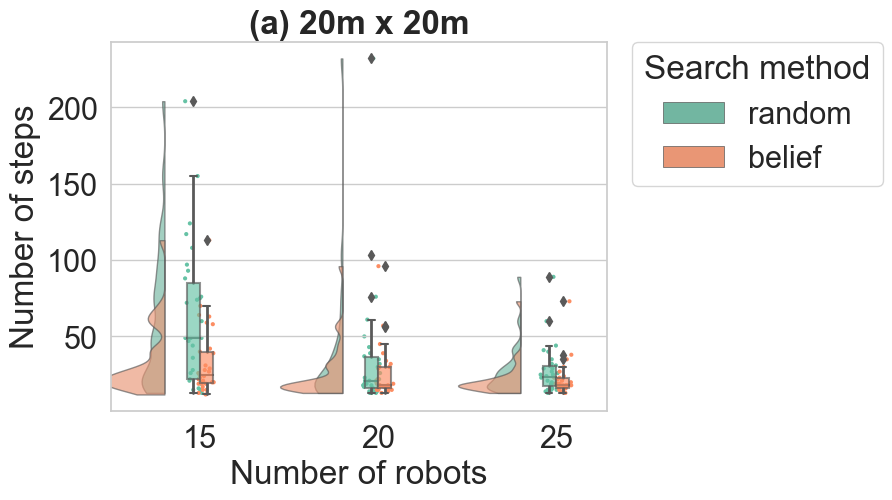 (a) 20m x 20m
Number of steps
200
150
100
50
15
20
25
Number of robots
Search method
random
belief